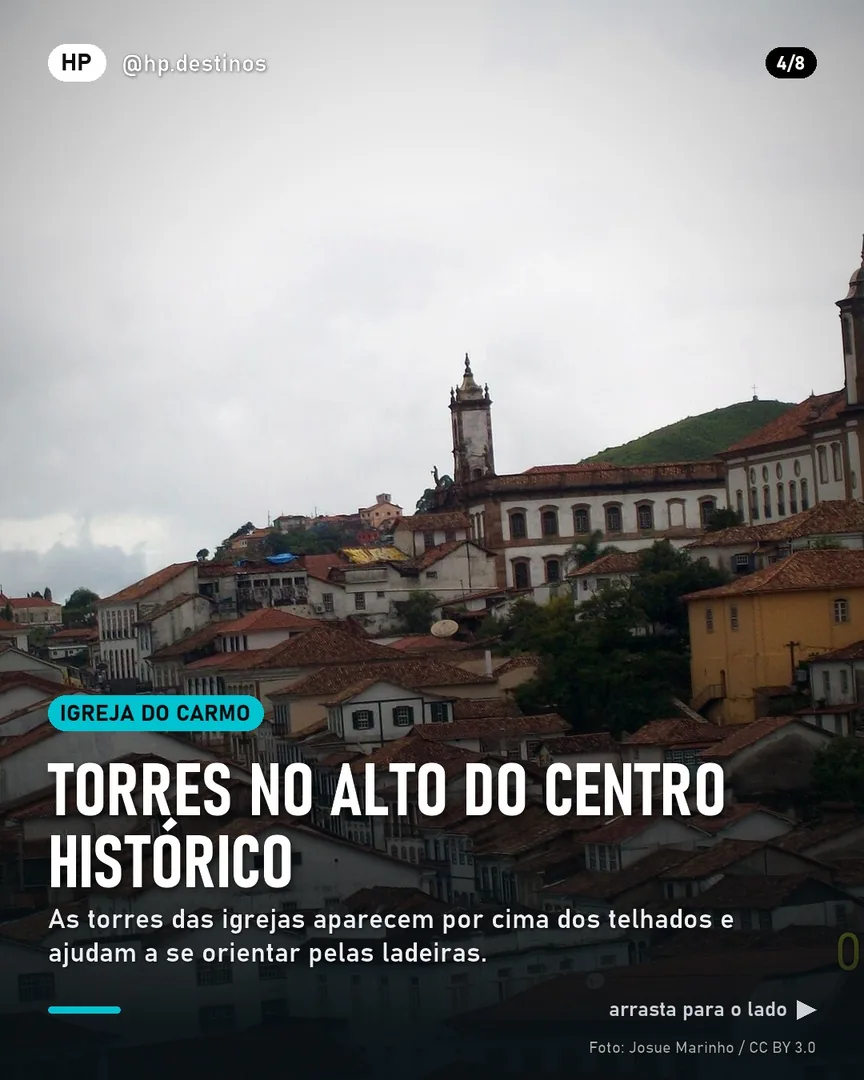 HP @hp.destinos 4/8
IGREJA DO CARMO
TORRES NO ALTO DO CENTRO
HISTÓRICO
As torres das igrejas aparecem por cima dos telhados e
ajudam a se orientar pelas ladeiras.
0
arrasta para o lado ▶
Foto: Josue Marinho / CC BY 3.0